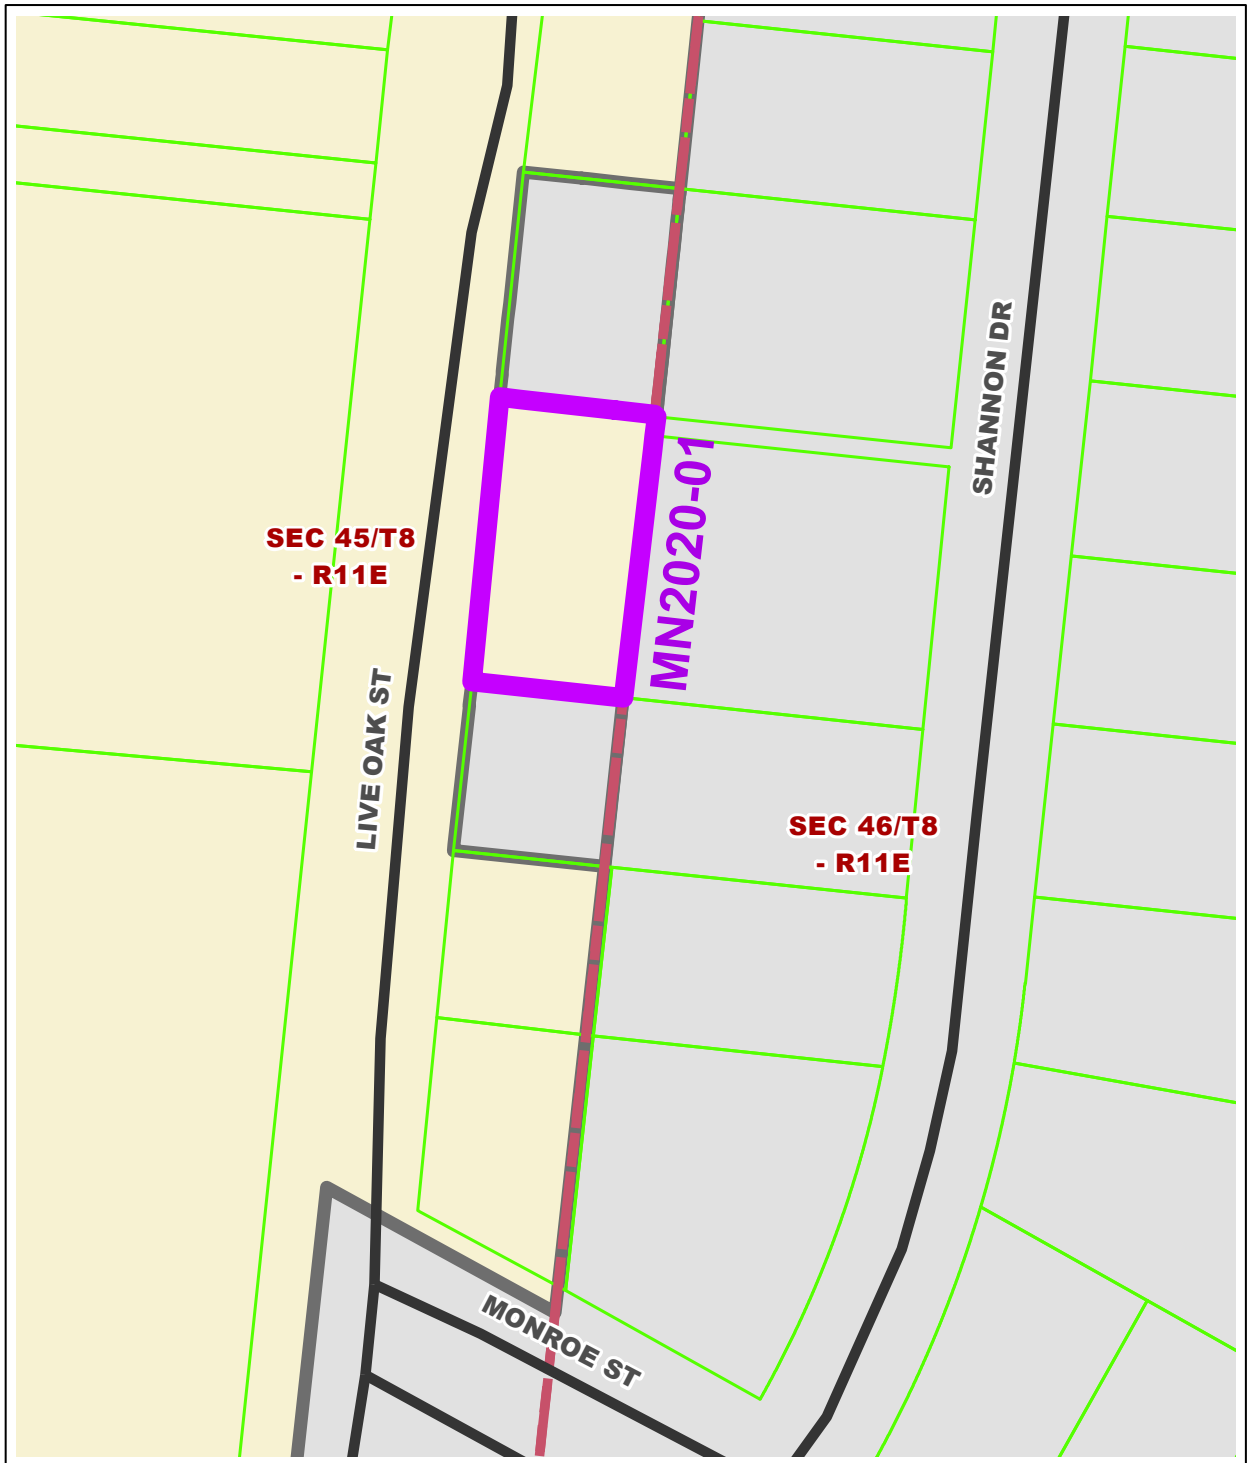 SHANNON DR
MN2020-01
SEC 45/T8
- R11E
LIVE OAK ST
SEC 46/T8
- R11E
MONROE ST